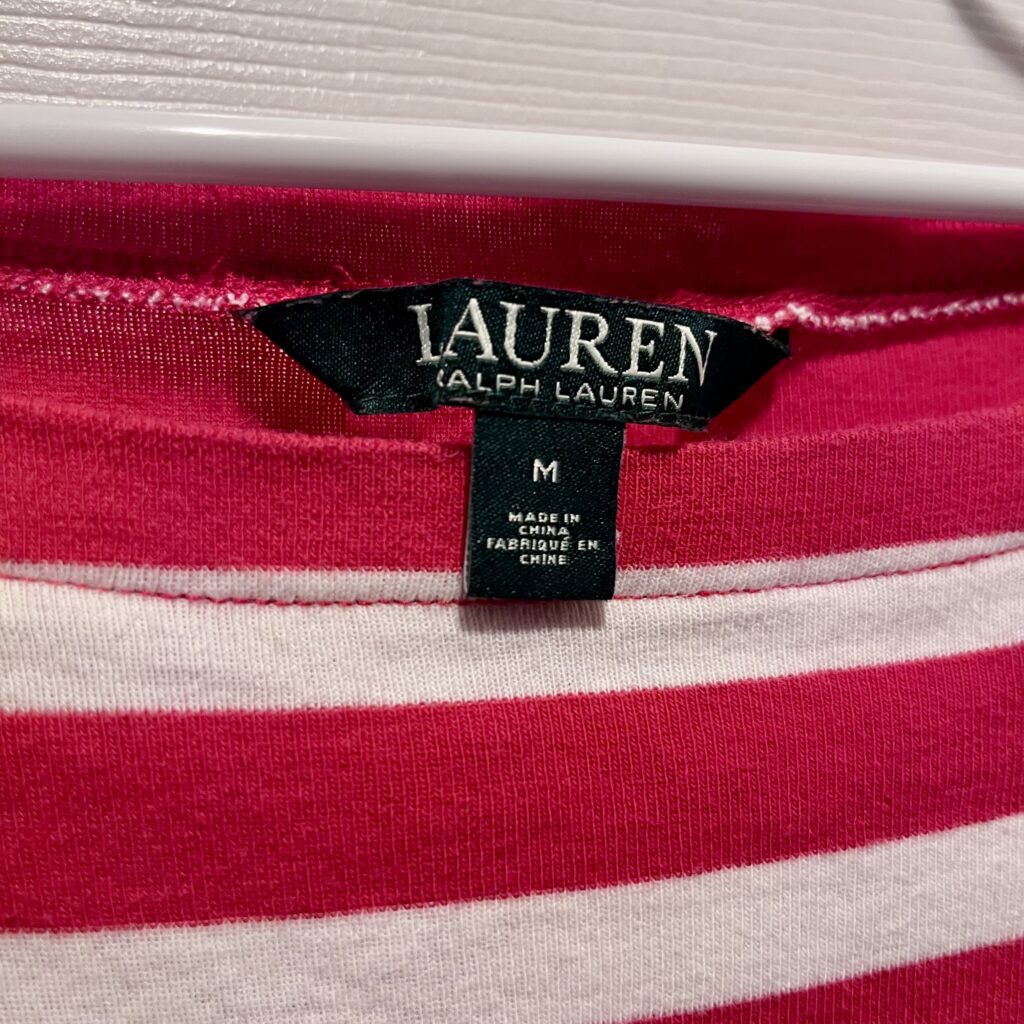 LAUREN
RALPH LAUREN
M
MADE IN
CHINA
FABRIQUÉ EN
CHINE